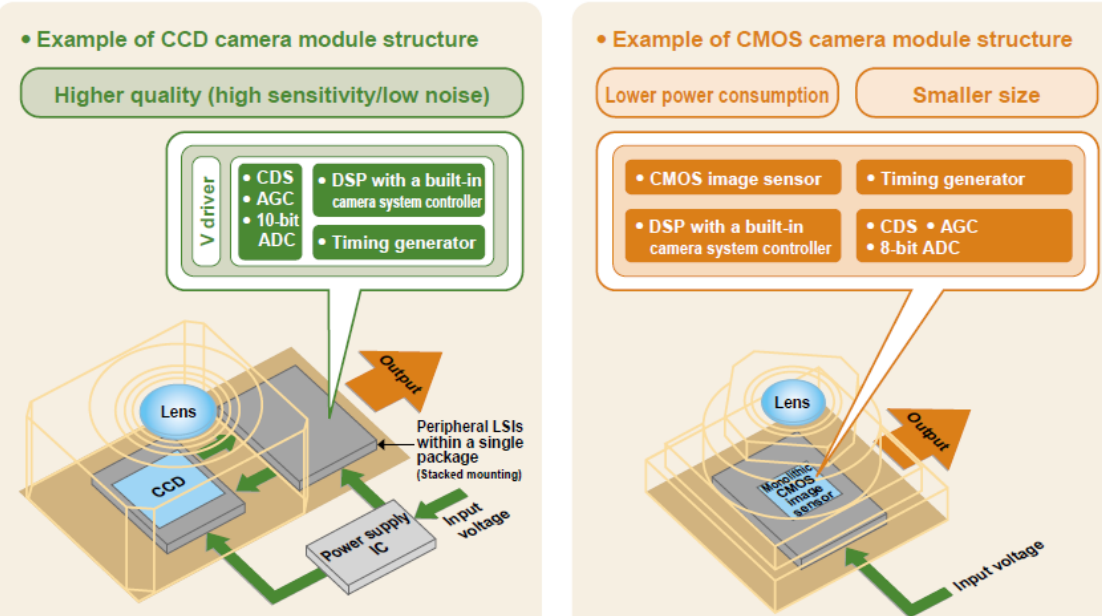 • Example of CCD camera module structure
Higher quality (high sensitivity/low noise)
V driver
• CDS
• AGC
• 10-bit
ADC
• DSP with a built-in
camera system controller
• Timing generator
Output
Lens
CCD
Peripheral LSIs
within a single
package
(Stacked mounting)
Power supply
IC
Input
voltage
• Example of CMOS camera module structure
Lower power consumption
Smaller size
• CMOS image sensor
• Timing generator
• DSP with a built-in
camera system controller
• CDS • AGC
• 8-bit ADC
Lens
Output
Monolithic
CMOS
image
sensor
Input voltage